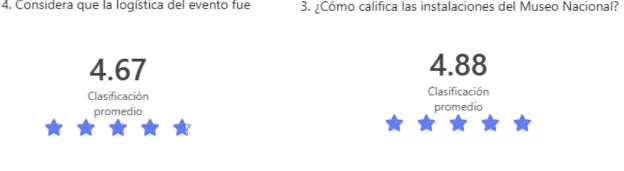 4. Considera que la logística del evento fue
4.67
Clasificación
promedio
3. ¿Cómo califica las instalaciones del Museo Nacional?
4.88
Clasificación
promedio